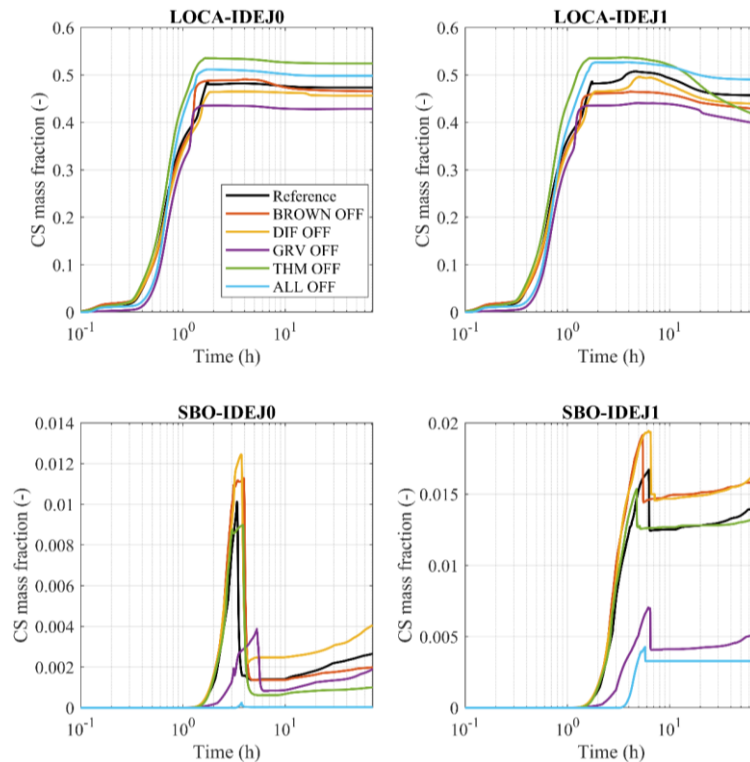 LOCA-IDEJ0
LOCA-IDEJ1
0.6
0.5
0.4
0.3
0.2
0.1
0
CS mass fraction (-)
10^-1
10^0
10^1
Time (h)
Reference
BROWN OFF
DIF OFF
GRV OFF
THM OFF
ALL OFF
0.6
0.5
0.4
0.3
0.2
0.1
0
CS mass fraction (-)
10^-1
10^0
10^1
Time (h)
SBO-IDEJ0
SBO-IDEJ1
0.014
0.012
0.01
0.008
0.006
0.004
0.002
0
CS mass fraction (-)
10^-1
10^0
10^1
Time (h)
0.02
0.015
0.01
0.005
0
CS mass fraction (-)
10^-1
10^0
10^1
Time (h)